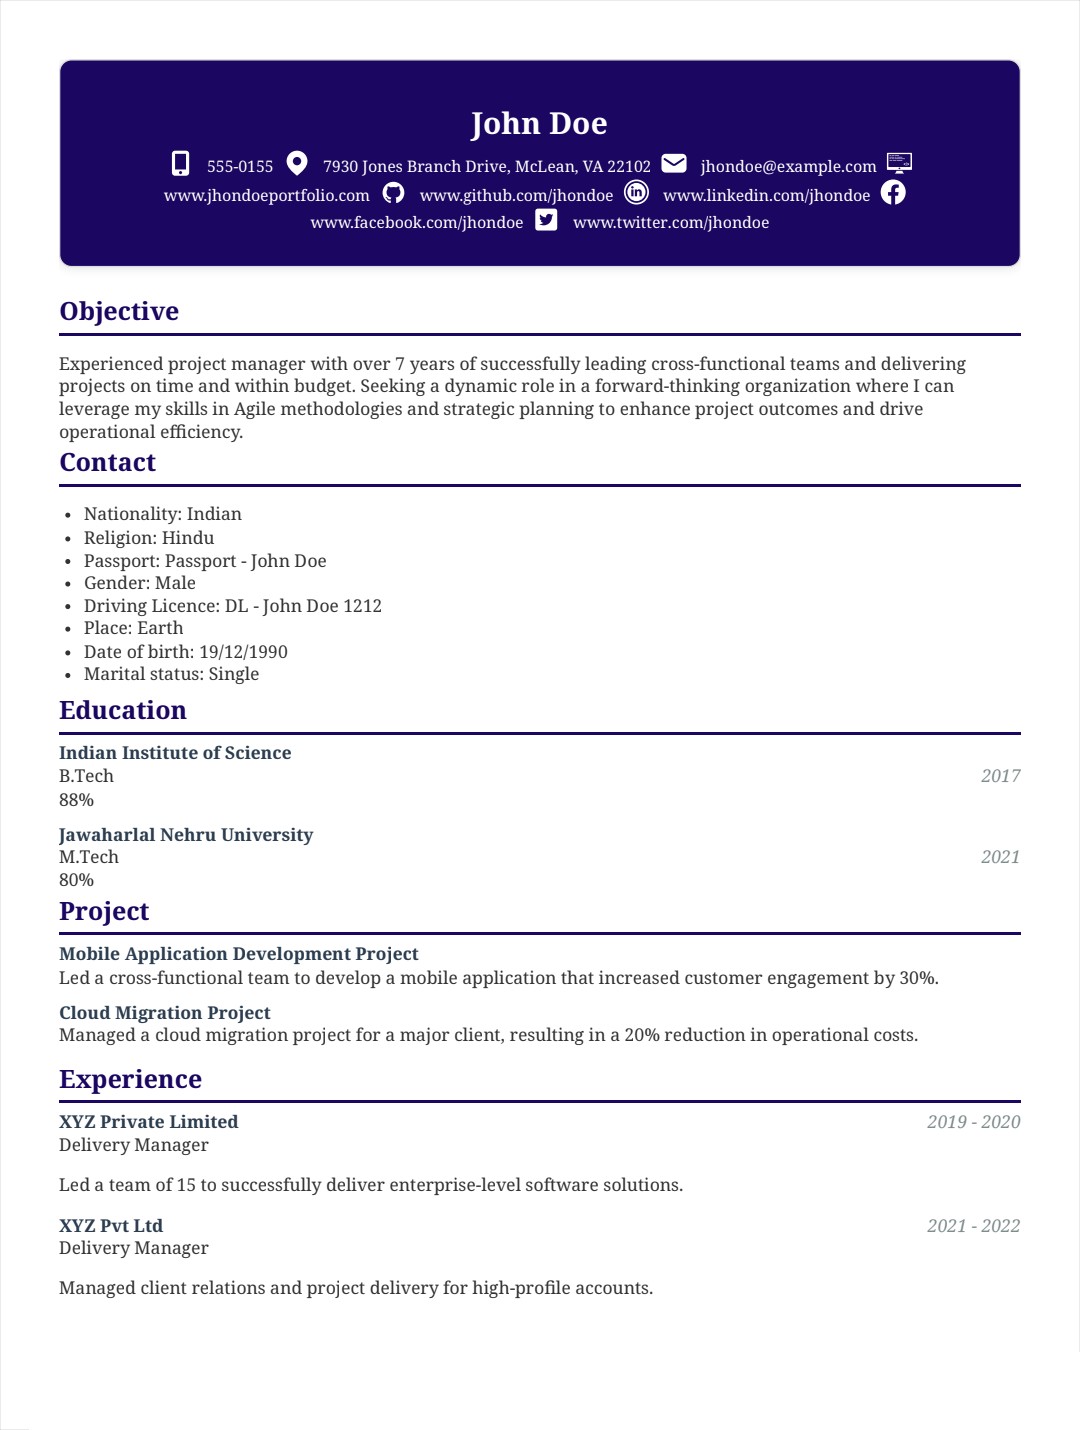 John Doe
555-0155 7930 Jones Branch Drive, McLean, VA 22102 jhondoe@example.com
www.jhondoeportfolio.com www.github.com/jhondoe www.linkedin.com/jhondoe
www.facebook.com/jhondoe www.twitter.com/jhondoe
Objective
Experienced project manager with over 7 years of successfully leading cross-functional teams and delivering
projects on time and within budget. Seeking a dynamic role in a forward-thinking organization where I can
leverage my skills in Agile methodologies and strategic planning to enhance project outcomes and drive
operational efficiency.
Contact
• Nationality: Indian
• Religion: Hindu
• Passport: Passport - John Doe
• Gender: Male
• Driving Licence: DL - John Doe 1212
• Place: Earth
• Date of birth: 19/12/1990
• Marital status: Single
Education
Indian Institute of Science
B.Tech 2017
88%
Jawaharlal Nehru University
M.Tech 2021
80%
Project
Mobile Application Development Project
Led a cross-functional team to develop a mobile application that increased customer engagement by 30%.
Cloud Migration Project
Managed a cloud migration project for a major client, resulting in a 20% reduction in operational costs.
Experience
XYZ Private Limited 2019 - 2020
Delivery Manager
Led a team of 15 to successfully deliver enterprise-level software solutions.
XYZ Pvt Ltd 2021 - 2022
Delivery Manager
Managed client relations and project delivery for high-profile accounts.